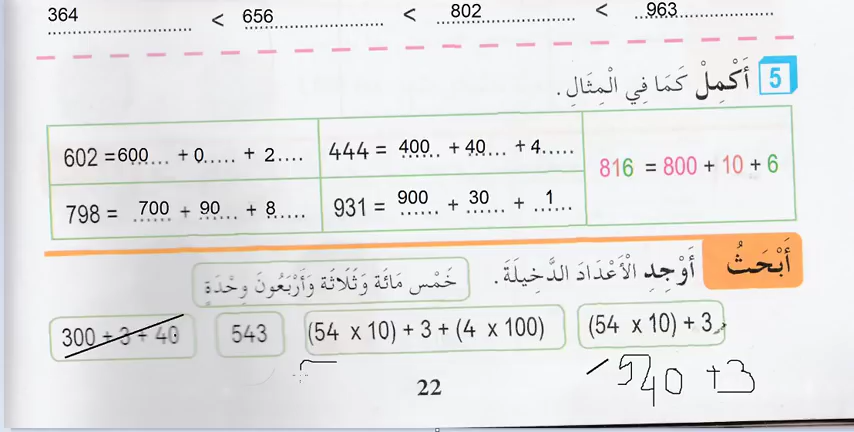 364 < 656 < 802 < 963
5 أَكْمِلْ كَمَا فِي الْمِثَالِ .
816 = 800 + 10 + 6
444 = 400 + 40 + 4
602 = 600 + 0 + 2
931 = 900 + 30 + 1
798 = 700 + 90 + 8
أَبْحَثُ
أَوْجِدِ الْأَعْدَادَ الدَّخِيلَةَ.
خَمْس مَائَة وَثَلَاثَة وَأَرْبَعُونَ وِحْدَةٍ
(54 x 10) + 3
(54 x 10) + 3 + (4 x 100)
543
300 + 3 + 40
540 + 3
22